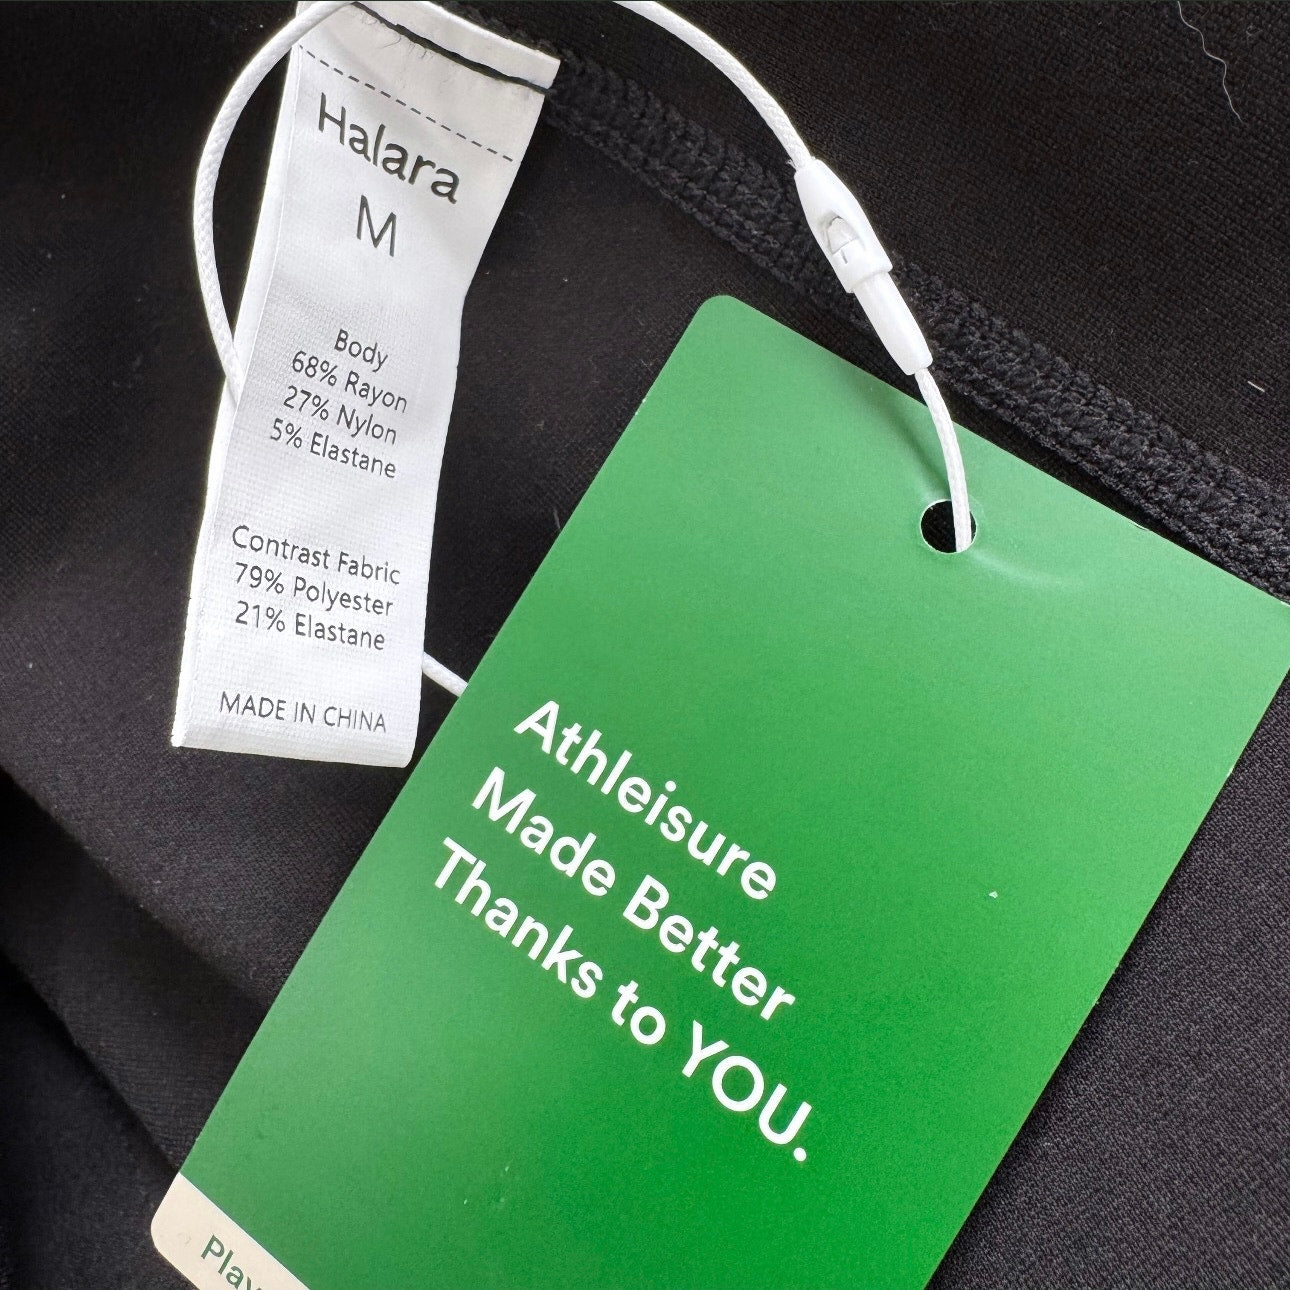 Halara
M
Body
68% Rayon
27% Nylon
5% Elastane
Contrast Fabric
79% Polyester
21% Elastane
MADE IN CHINA
Athleisure
Made Better
Thanks to YOU.
Play